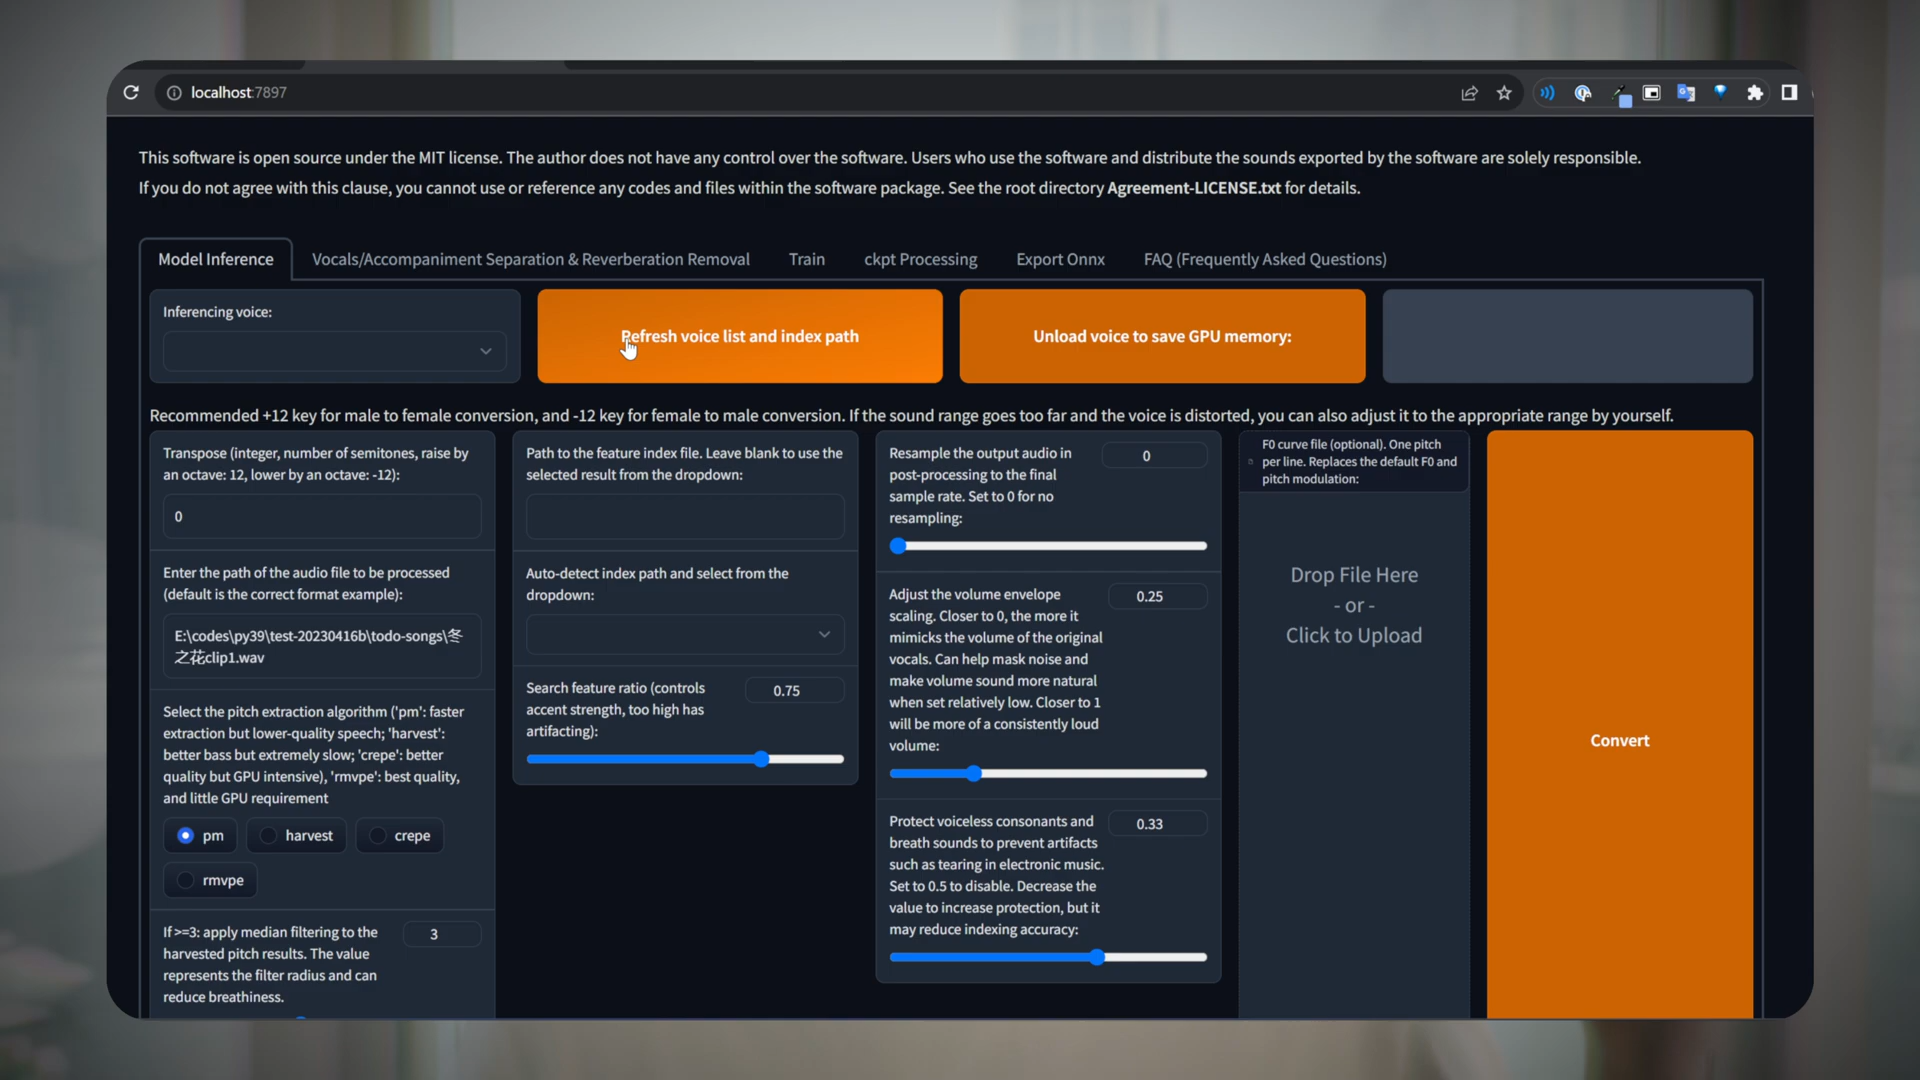 localhost:7897
This software is open source under the MIT license. The author does not have any control over the software. Users who use the software and distribute the sounds exported by the software are solely responsible.
If you do not agree with this clause, you cannot use or reference any codes and files within the software package. See the root directory Agreement-LICENSE.txt for details.
Model Inference
Vocals/Accompaniment Separation & Reverberation Removal
Train
ckpt Processing
Export Onnx
FAQ (Frequently Asked Questions)
Inferencing voice:
Refresh voice list and index path
Unload voice to save GPU memory:
Recommended +12 key for male to female conversion, and -12 key for female to male conversion. If the sound range goes too far and the voice is distorted, you can also adjust it to the appropriate range by yourself.
Transpose (integer, number of semitones, raise by
an octave: 12, lower by an octave: -12):
0
Enter the path of the audio file to be processed
(default is the correct format example):
E:\codes\py39\test-20230416b\todo-songs\冬
之花clip1.wav
Select the pitch extraction algorithm ('pm': faster
extraction but lower-quality speech; 'harvest':
better bass but extremely slow; 'crepe': better
quality but GPU intensive), 'rmvpe': best quality,
and little GPU requirement
pm
harvest
crepe
rmvpe
If >=3: apply median filtering to the
harvested pitch results. The value
represents the filter radius and can
reduce breathiness.
3
Path to the feature index file. Leave blank to use the
selected result from the dropdown:
Auto-detect index path and select from the
dropdown:
Search feature ratio (controls
accent strength, too high has
artifacting):
0.75
Resample the output audio in
post-processing to the final
sample rate. Set to 0 for no
resampling:
0
Adjust the volume envelope
scaling. Closer to 0, the more it
mimicks the volume of the original
vocals. Can help mask noise and
make volume sound more natural
when set relatively low. Closer to 1
will be more of a consistently loud
volume:
0.25
Protect voiceless consonants and
breath sounds to prevent artifacts
such as tearing in electronic music.
Set to 0.5 to disable. Decrease the
value to increase protection, but it
may reduce indexing accuracy:
0.33
F0 curve file (optional). One pitch
per line. Replaces the default F0 and
pitch modulation:
Drop File Here
- or -
Click to Upload
Convert